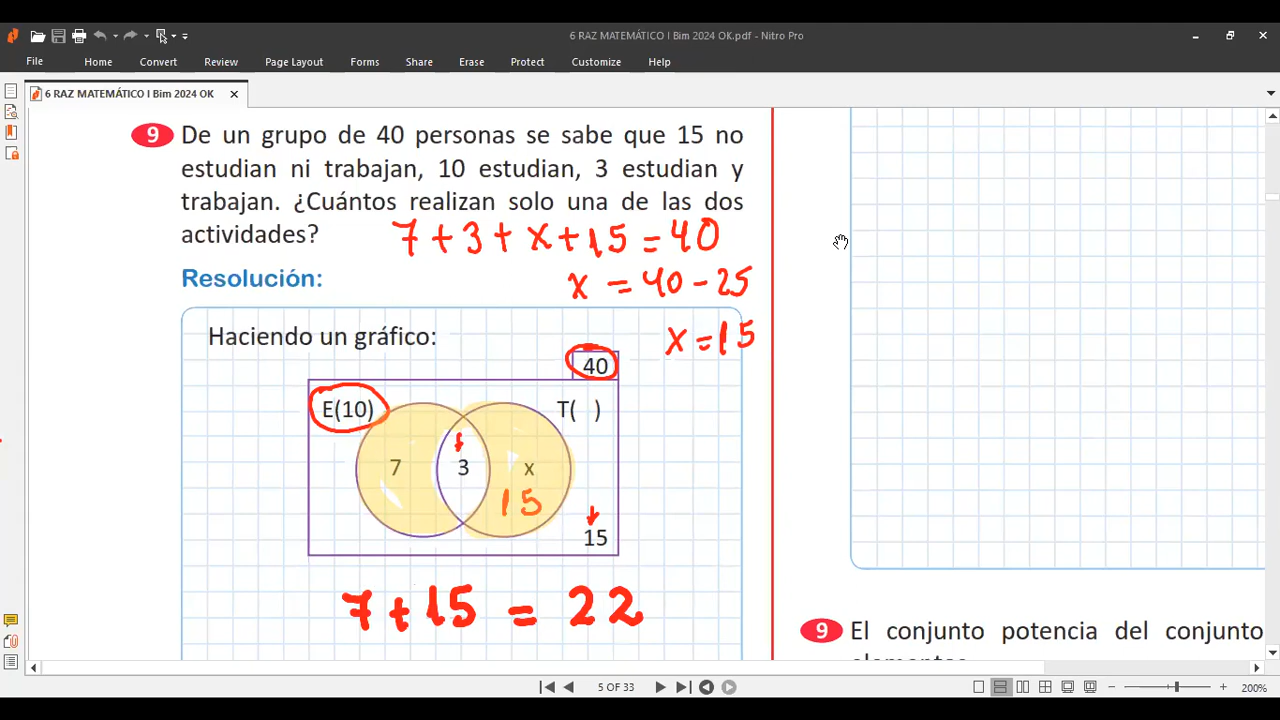 6 RAZ MATEMÁTICO I Bim 2024 OK.pdf - Nitro Pro
File Home Convert Review Page Layout Forms Share Erase Protect Customize Help
6 RAZ MATEMÁTICO I Bim 2024 OK
9 De un grupo de 40 personas se sabe que 15 no
estudian ni trabajan, 10 estudian, 3 estudian y
trabajan. ¿Cuántos realizan solo una de las dos
actividades?
7 + 3 + x + 15 = 40
x = 40 - 25
x = 15
Resolución:
Haciendo un gráfico:
40
E(10) T( )
7 3 x
15
15
7 + 15 = 22
9 El conjunto potencia del conjunto
5 OF 33
200%